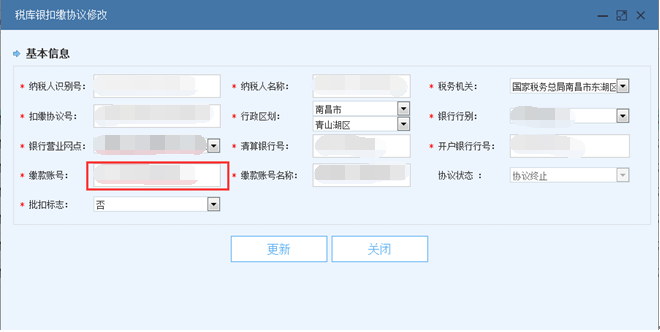 税库银扣缴协议修改
基本信息
* 纳税人识别号: * 纳税人名称: * 税务机关: 国家税务总局南昌市东湖区
* 扣缴协议号: * 行政区划: 南昌市 * 银行行别:
青山湖区
* 银行营业网点: * 清算银行号: * 开户银行行号:
* 缴款账号: * 缴款账号名称: 协议状态 : 协议终止
* 批扣标志: 否
更新 关闭